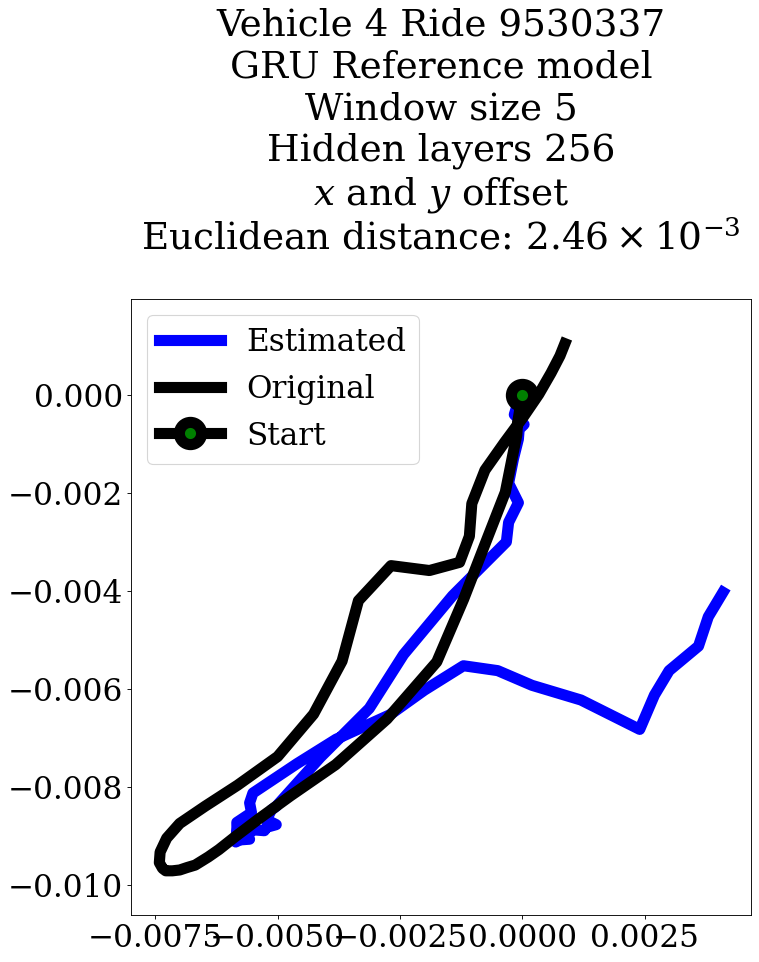 Vehicle 4 Ride 9530337
GRU Reference model
Window size 5
Hidden layers 256
x and y offset
Euclidean distance: 2.46 × 10⁻³
Estimated
Original
Start
0.000
−0.002
−0.004
−0.006
−0.008
−0.010
−0.0075 −0.0050 −0.0025 0.0000 0.0025